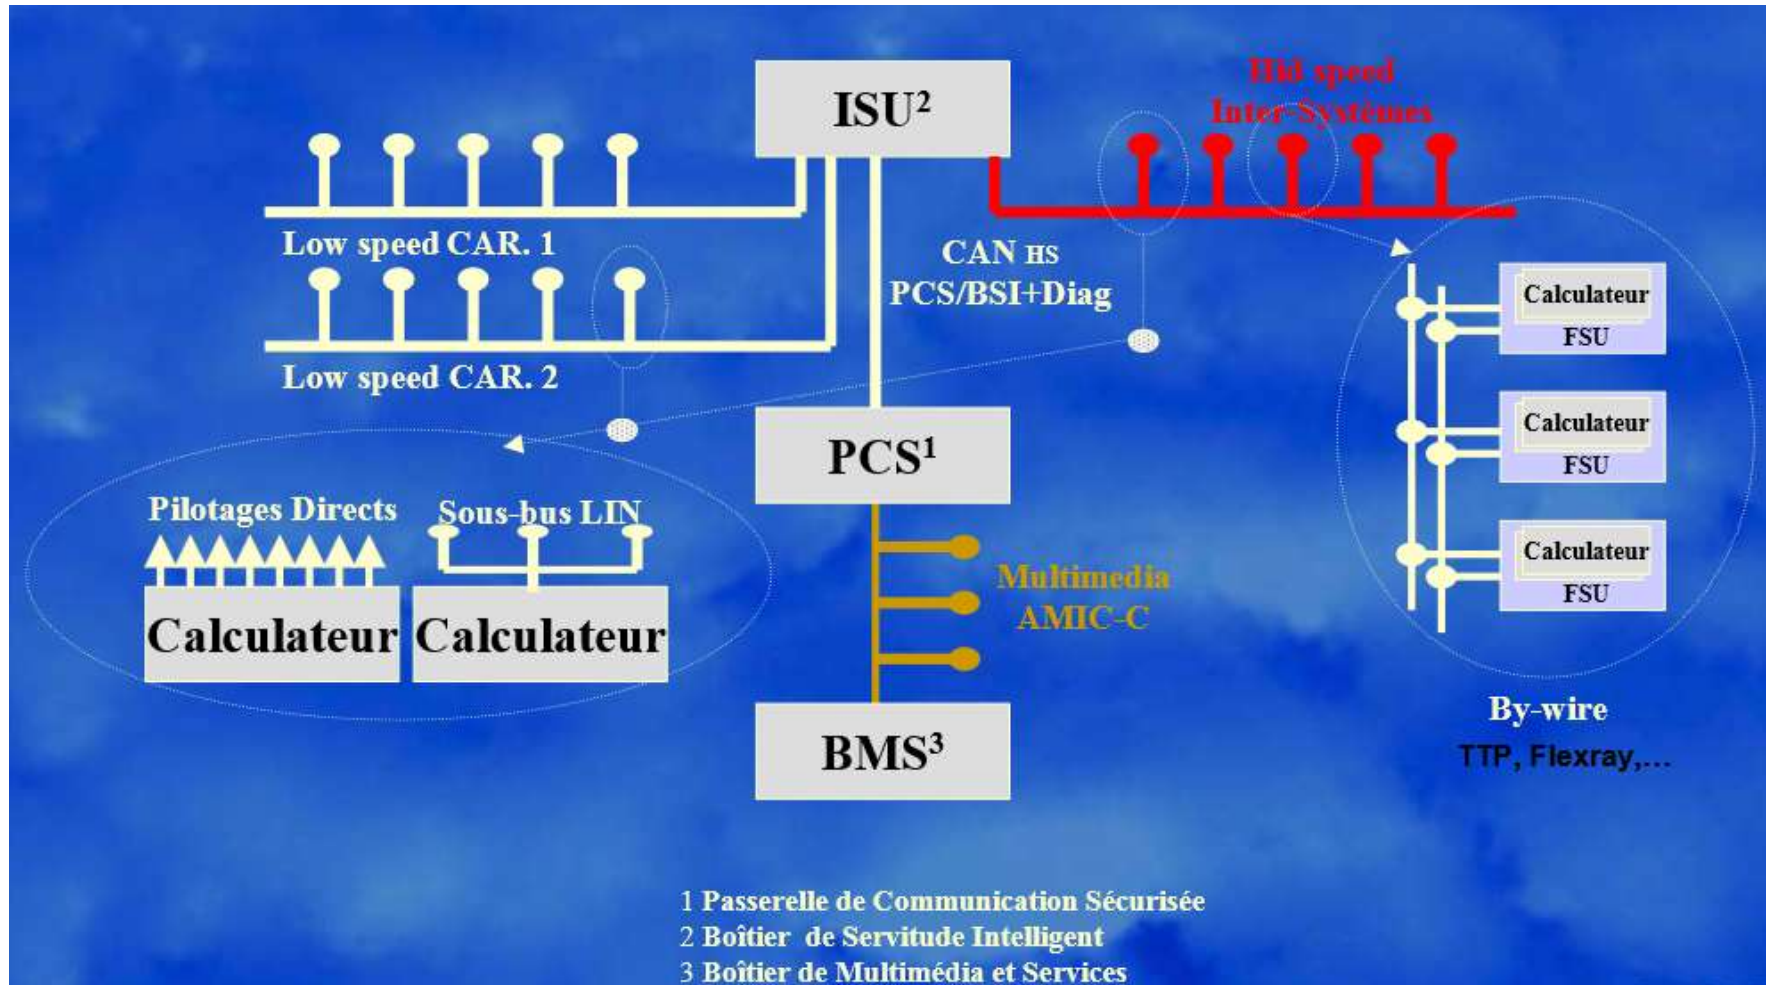 ISU²
Hid speed
Inter-Systèmes
Low speed CAR. 1
CAN HS
PCS/BSI+Diag
Low speed CAR. 2
Calculateur
FSU
Calculateur
FSU
Calculateur
FSU
PCS¹
Pilotages Directs
Sous-bus LIN
Calculateur
Calculateur
Multimedia
AMIC-C
BMS³
By-wire
TTP, Flexray,...
1 Passerelle de Communication Sécurisée
2 Boîtier de Servitude Intelligent
3 Boîtier de Multimédia et Services